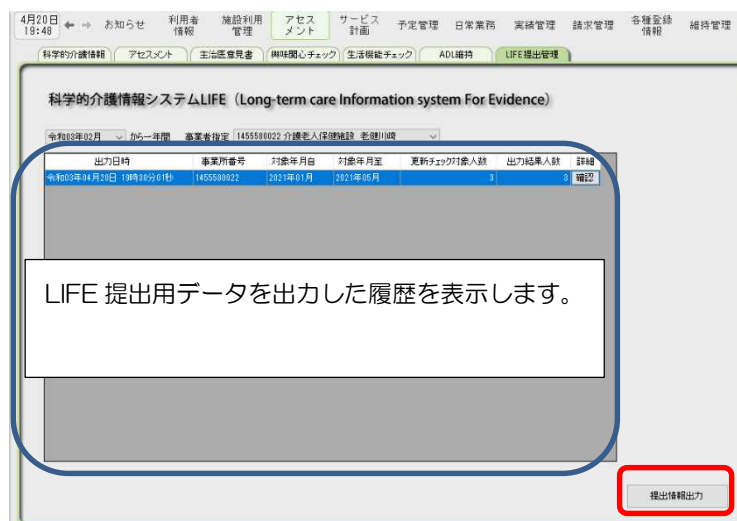 4月20日 ← → お知らせ 利用者情報 施設利用管理 アセスメント サービス計画 予定管理 日常業務 実績管理 請求管理 各種登録情報 維持管理
19:48
科学的介護情報 アセスメント 主治医意見書 興味関心チェック 生活機能チェック ADL維持 LIFE提出管理
科学的介護情報システムLIFE（Long-term care Information system For Evidence）
令和03年02月 から一年間 事業者指定 1455580022 介護老人保健施設 老健川崎
出力日時 事業所番号 対象年月自 対象年月至 更新チェック対象人数 出力結果人数 詳細
令和03年04月20日 19時30分01秒 1455580022 2021年01月 2021年05月 3 3 確認
LIFE 提出用データを出力した履歴を表示します。
提出情報出力